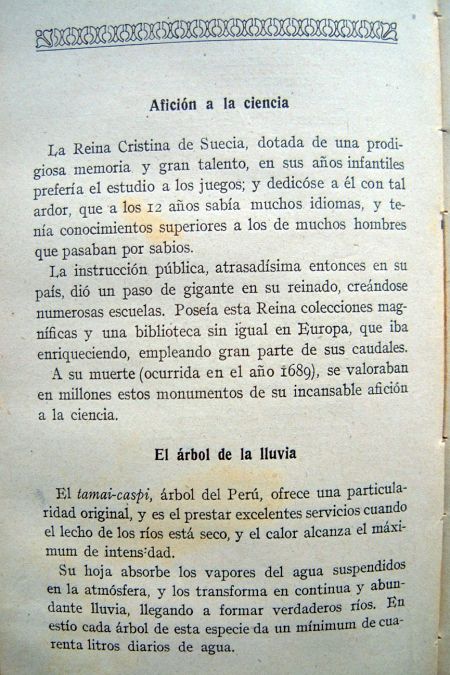 Afición a la ciencia
La Reina Cristina de Suecia, dotada de una prodi-
giosa memoria y gran talento, en sus años infantiles
prefería el estudio a los juegos; y dedicóse a él con tal
ardor, que a los 12 años sabía muchos idiomas, y te-
nía conocimientos superiores a los de muchos hombres
que pasaban por sabios.
La instrucción pública, atrasadísima entonces en su
país, dió un paso de gigante en su reinado, creándose
numerosas escuelas. Poseía esta Reina colecciones mag-
níficas y una biblioteca sin igual en Europa, que iba
enriqueciendo, empleando gran parte de sus caudales.
A su muerte (ocurrida en el año 1689), se valoraban
en millones estos monumentos de su incansable afición
a la ciencia.
El árbol de la lluvia
El tamai-caspi, árbol del Perú, ofrece una particula-
ridad original, y es el prestar excelentes servicios cuando
el lecho de los ríos está seco, y el calor alcanza el máxi-
mum de intensidad.
Su hoja absorbe los vapores del agua suspendidos
en la atmósfera, y los transforma en continua y abun-
dante lluvia, llegando a formar verdaderos ríos. En
estío cada árbol de esta especie da un mínimum de cua-
renta litros diarios de agua.